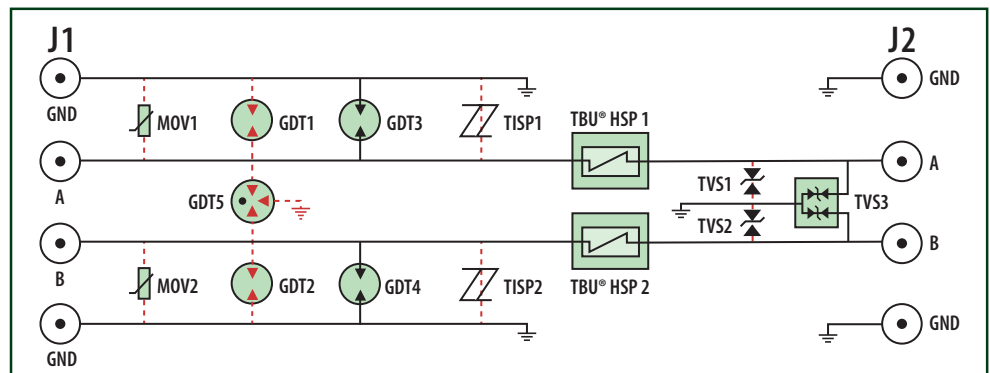 J1
J2
GND
GND
MOV1
GDT1
GDT3
TISP1
TBU® HSP 1
A
A
TVS1
GDT5
TVS3
TVS2
B
B
MOV2
GDT2
GDT4
TISP2
TBU® HSP 2
GND
GND